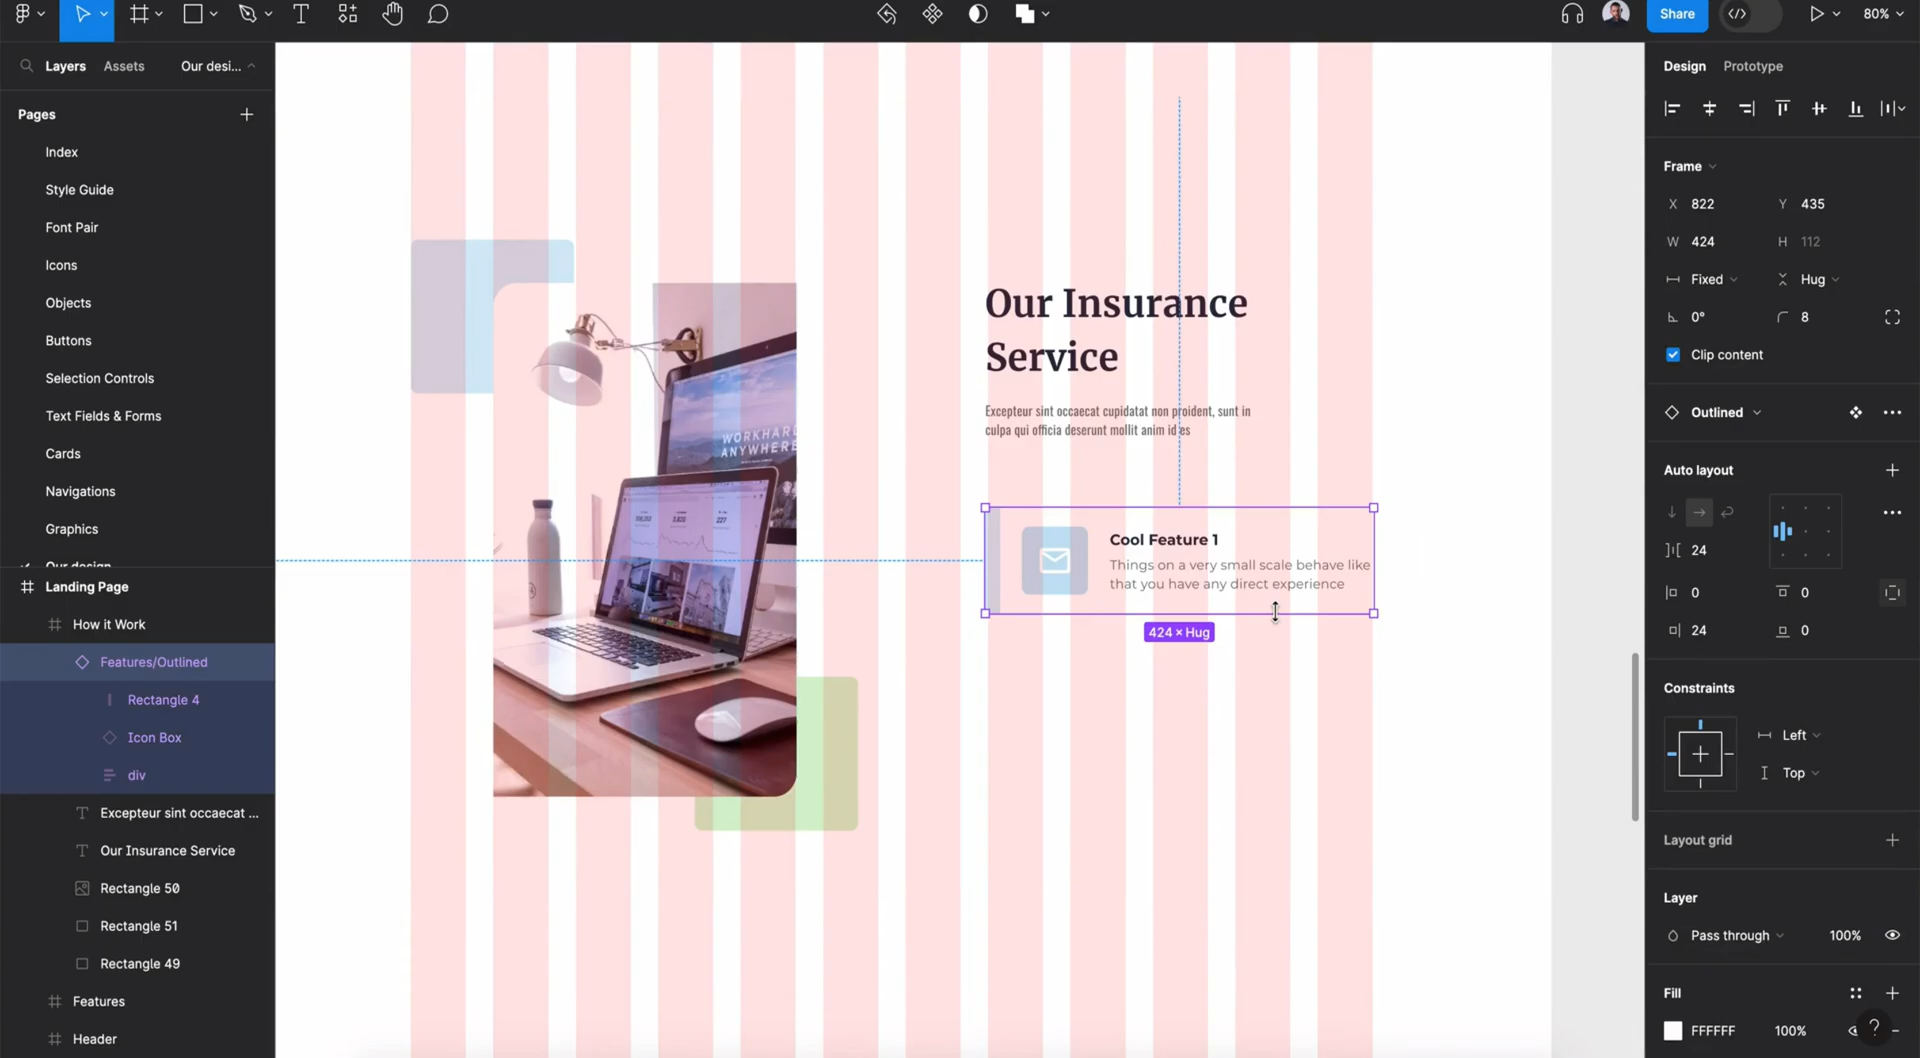 Share
80%
Layers
Assets
Our desi...
Pages
Index
Style Guide
Font Pair
Icons
Objects
Buttons
Selection Controls
Text Fields & Forms
Cards
Navigations
Graphics
Our design
Landing Page
How it Work
Features/Outlined
Rectangle 4
Icon Box
div
Excepteur sint occaecat ...
Our Insurance Service
Rectangle 50
Rectangle 51
Rectangle 49
Features
Header
WORKHARD
ANYWHERE
Our Insurance
Service
Excepteur sint occaecat cupidatat non proident, sunt in
culpa qui officia deserunt mollit anim id es
Cool Feature 1
Things on a very small scale behave like
that you have any direct experience
424 × Hug
Design
Prototype
Frame
X 822
Y 435
W 424
H 112
Fixed
Hug
0°
8
Clip content
Outlined
Auto layout
24
0
0
24
0
Constraints
Left
Top
Layout grid
Layer
Pass through
100%
Fill
FFFFFF
100%
?